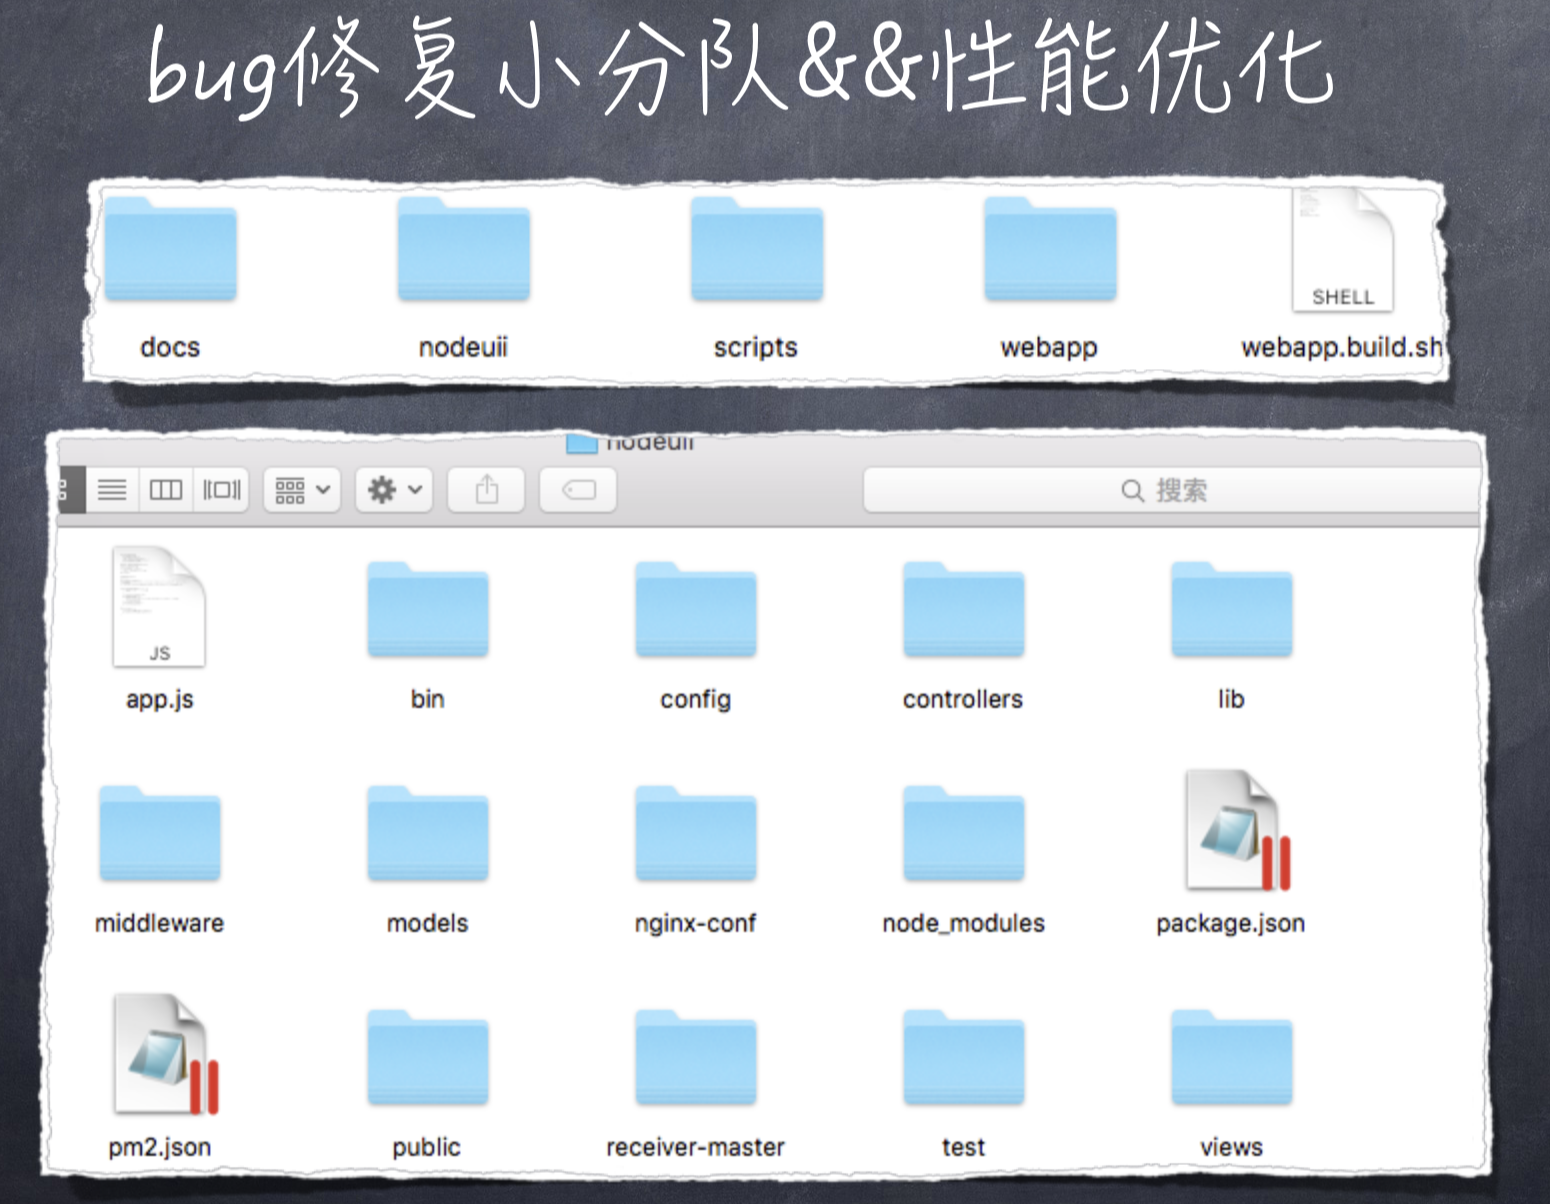 bug修复小分队&&性能优化
docs nodeuii scripts webapp SHELL webapp.build.sh
nodeuii
搜索
JS
app.js bin config controllers lib
middleware models nginx-conf node_modules package.json
pm2.json public receiver-master test views